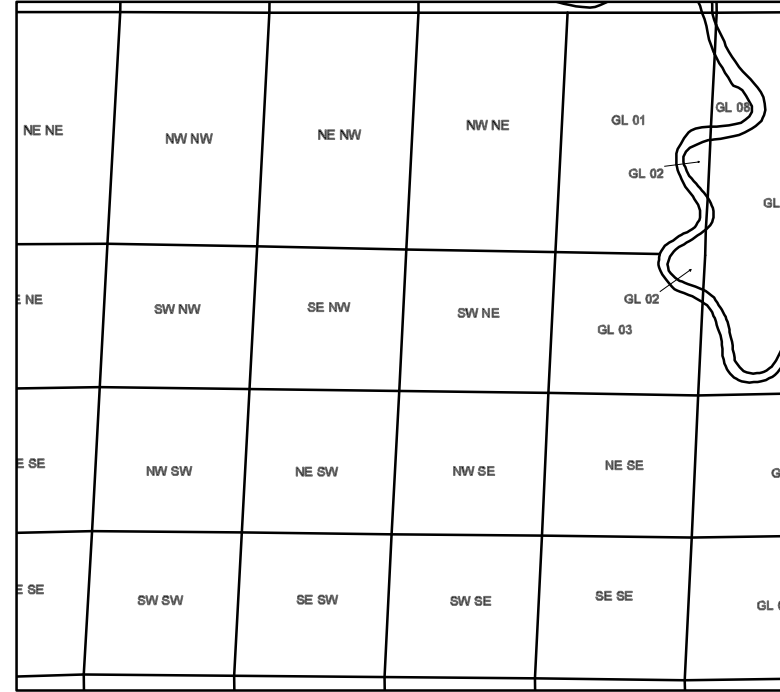 NE NE
NW NW
NE NW
NW NE
GL 01
GL 08
GL 02
GL
NE
SW NW
SE NW
SW NE
GL 02
GL 03
SE
NW SW
NE SW
NW SE
NE SE
G
SE
SW SW
SE SW
SW SE
SE SE
GL